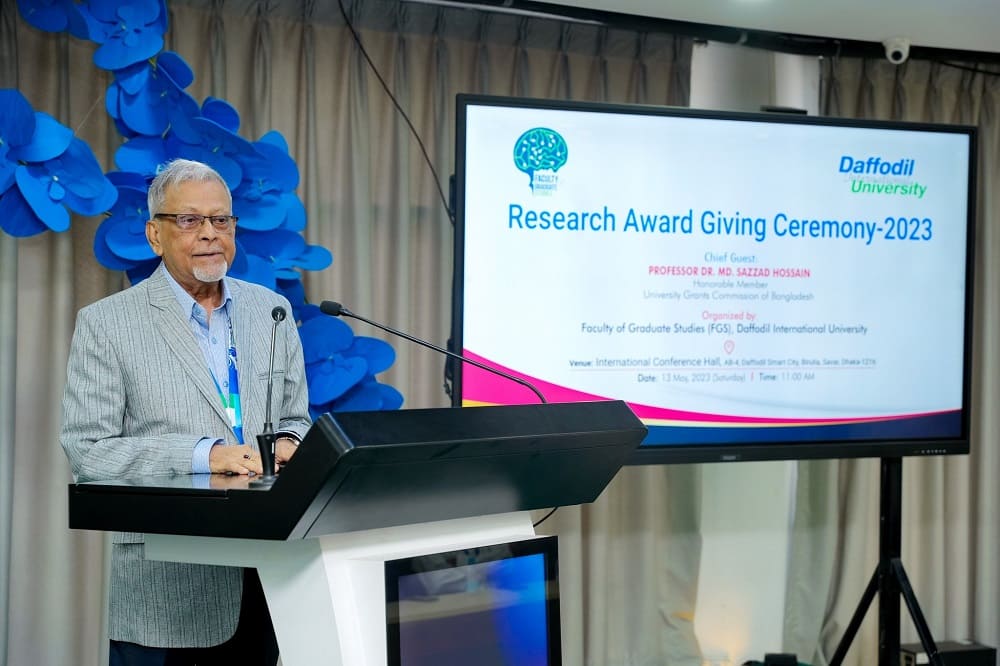 FACULTY
GRADUATE
Daffodil
University
Research Award Giving Ceremony-2023
Chief Guest:
PROFESSOR DR. MD. SAZZAD HOSSAIN
Honorable Member
University Grants Commission of Bangladesh
Organized by:
Faculty of Graduate Studies (FGS), Daffodil International University
Venue: International Conference Hall, AB-4, Daffodil Smart City, Birulia, Savar, Dhaka-1216
Date: 13 May, 2023 (Saturday) | Time: 11:00 AM